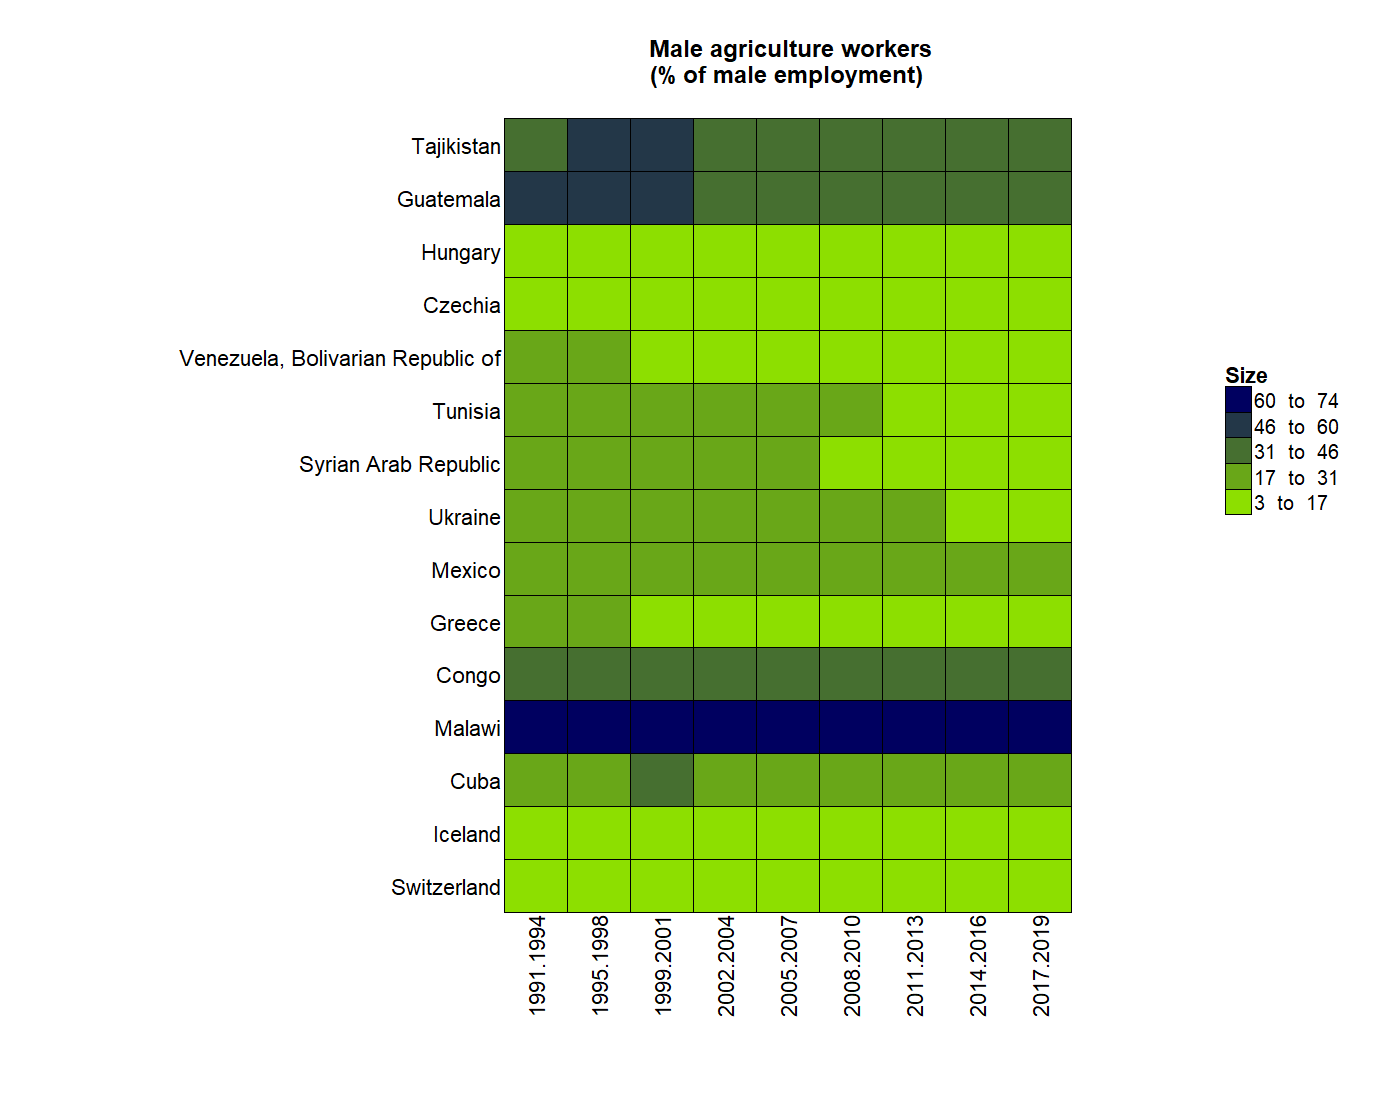 Male agriculture workers
(% of male employment)
Tajikistan
Guatemala
Hungary
Czechia
Venezuela, Bolivarian Republic of
Tunisia
Syrian Arab Republic
Ukraine
Mexico
Greece
Congo
Malawi
Cuba
Iceland
Switzerland
1991.1994
1995.1998
1999.2001
2002.2004
2005.2007
2008.2010
2011.2013
2014.2016
2017.2019
Size
60 to 74
46 to 60
31 to 46
17 to 31
3 to 17